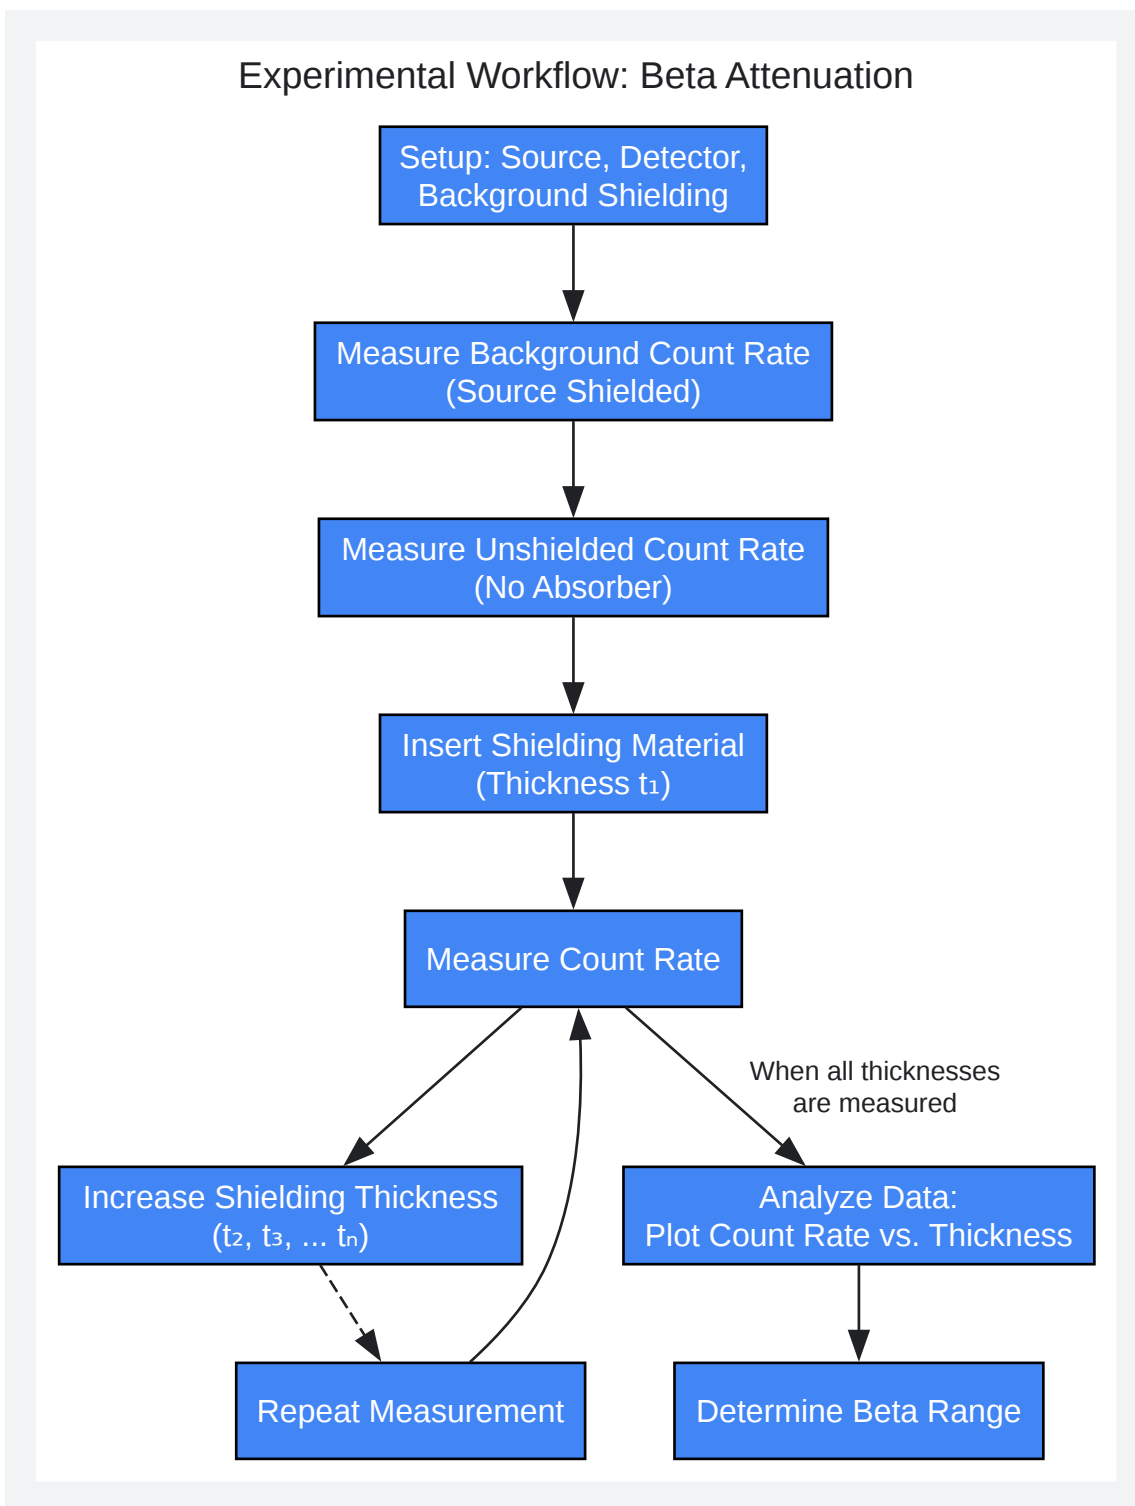 Experimental Workflow: Beta Attenuation
Setup: Source, Detector,
Background Shielding
Measure Background Count Rate
(Source Shielded)
Measure Unshielded Count Rate
(No Absorber)
Insert Shielding Material
(Thickness t₁)
Measure Count Rate
When all thicknesses
are measured
Increase Shielding Thickness
(t₂, t₃, ... tₙ)
Analyze Data:
Plot Count Rate vs. Thickness
Repeat Measurement
Determine Beta Range